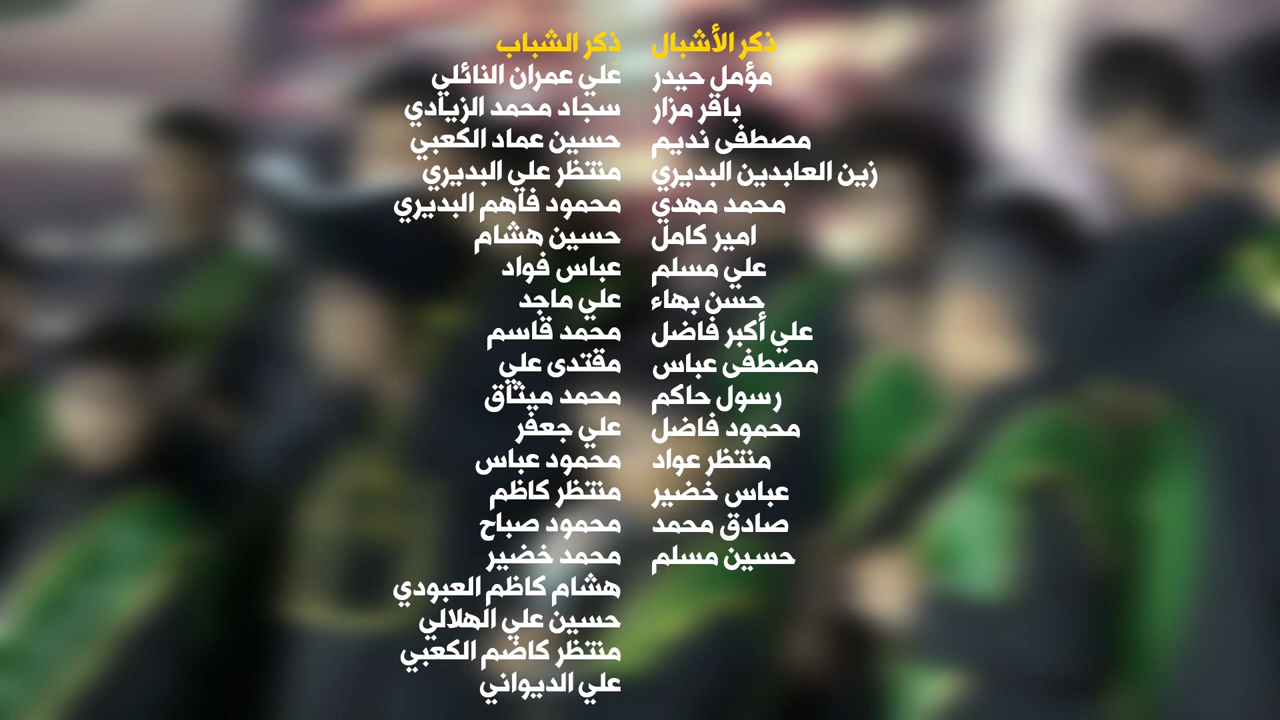 ذكر الأشبال
مؤمل حيدر
باقر مزار
مصطفى نديم
زين العابدين البديري
محمد مهدي
امير كامل
علي مسلم
حسن بهاء
علي أكبر فاضل
مصطفى عباس
رسول حاكم
محمود فاضل
منتظر عواد
عباس خضير
صادق محمد
حسين مسلم
ذكر الشباب
علي عمران النائلي
سجاد محمد الزيادي
حسين عماد الكعبي
منتظر علي البديري
محمود فاهم البديري
حسين هشام
عباس فواد
علي ماجد
محمد قاسم
مقتدى علي
محمد ميثاق
علي جعفر
محمود عباس
منتظر كاظم
محمود صباح
محمد خضير
هشام كاظم العبودي
حسين علي الهلالي
منتظر كاضم الكعبي
علي الديواني